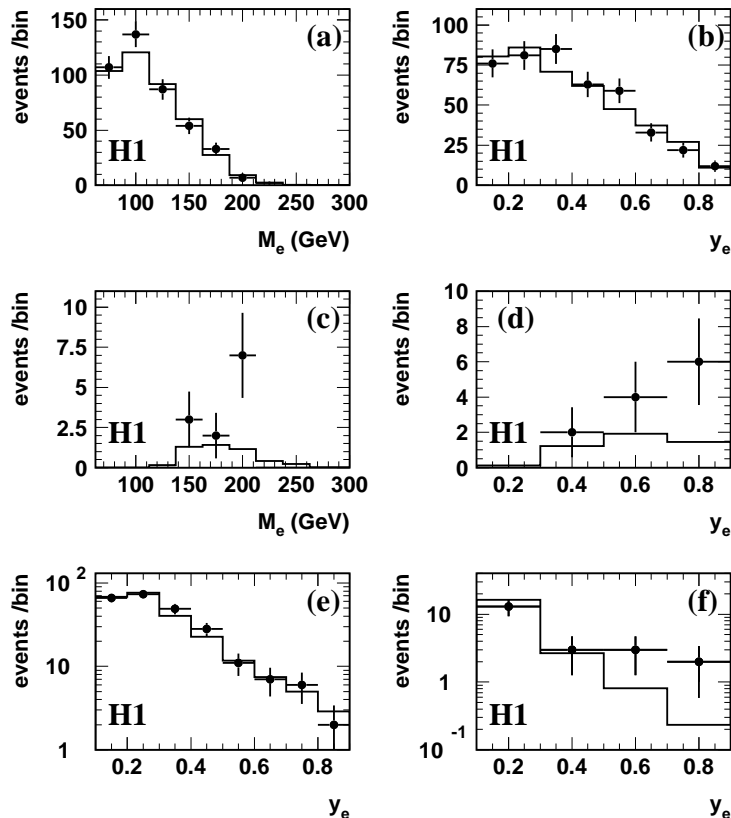 events /bin
150
100
50
0
(a)
H1
100 150 200 250 300
M_e (GeV)
events /bin
100
75
50
25
0
(b)
H1
0.2 0.4 0.6 0.8
y_e
events /bin
10
7.5
5
2.5
0
(c)
H1
100 150 200 250 300
M_e (GeV)
events /bin
10
8
6
4
2
0
(d)
H1
0.2 0.4 0.6 0.8
y_e
events /bin
10^2
10
1
(e)
H1
0.2 0.4 0.6 0.8
y_e
events /bin
10
1
10^-1
(f)
H1
0.2 0.4 0.6 0.8
y_e